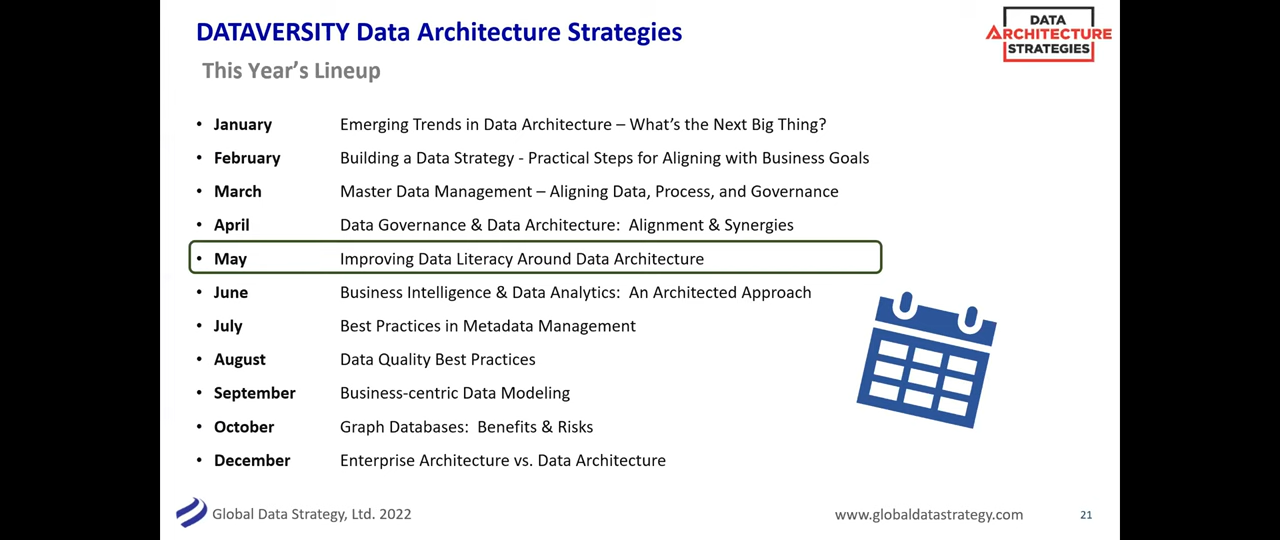 DATAVERSITY Data Architecture Strategies
DATA
ARCHITECTURE
STRATEGIES
This Year's Lineup
• January Emerging Trends in Data Architecture – What's the Next Big Thing?
• February Building a Data Strategy - Practical Steps for Aligning with Business Goals
• March Master Data Management – Aligning Data, Process, and Governance
• April Data Governance & Data Architecture: Alignment & Synergies
• May Improving Data Literacy Around Data Architecture
• June Business Intelligence & Data Analytics: An Architected Approach
• July Best Practices in Metadata Management
• August Data Quality Best Practices
• September Business-centric Data Modeling
• October Graph Databases: Benefits & Risks
• December Enterprise Architecture vs. Data Architecture
Global Data Strategy, Ltd. 2022
www.globaldatastrategy.com
21